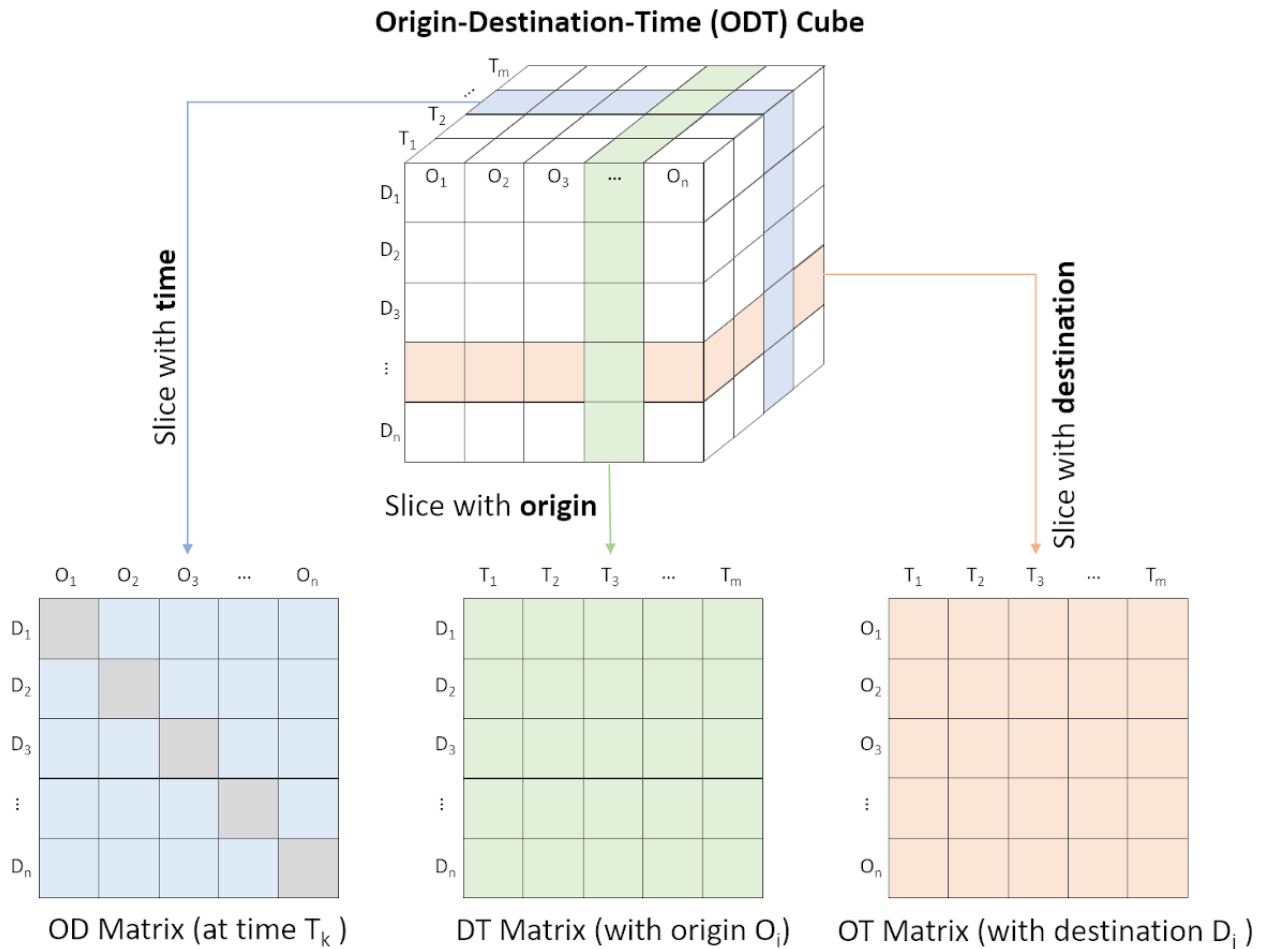 Origin-Destination-Time (ODT) Cube
Tₘ
...
T₂
T₁
O₁ O₂ O₃ ... Oₙ
D₁
D₂
D₃
...
Dₙ
Slice with time
Slice with origin
Slice with destination
O₁ O₂ O₃ ... Oₙ
D₁
D₂
D₃
...
Dₙ
OD Matrix (at time Tₖ )
T₁ T₂ T₃ ... Tₘ
D₁
D₂
D₃
...
Dₙ
DT Matrix (with origin Oᵢ)
T₁ T₂ T₃ ... Tₘ
O₁
O₂
O₃
...
Oₙ
OT Matrix (with destination Dⱼ )